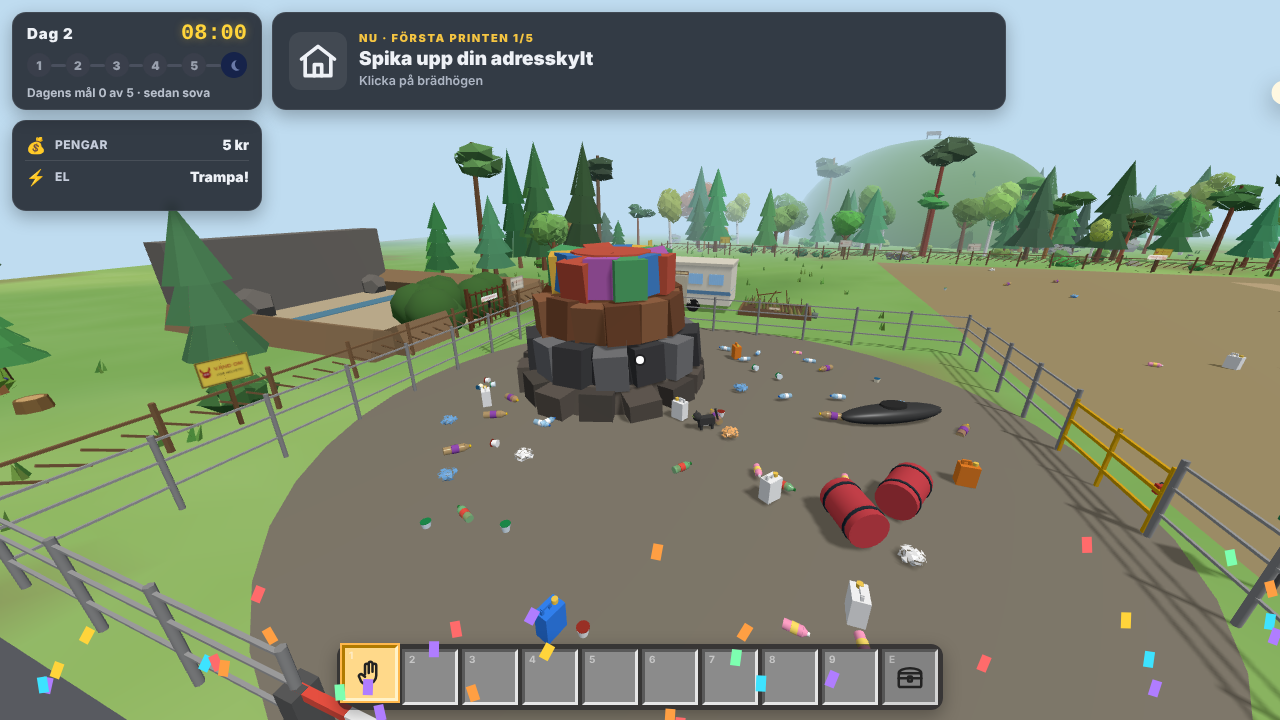 Dag 2
08:00
1 2 3 4 5
Dagens mål 0 av 5 · sedan sova
PENGAR
5 kr
EL
Trampa!
NU · FÖRSTA PRINTEN 1/5
Spika upp din adresskylt
Klicka på brädhögen
1 2 3 4 5 6 7 8 9 E